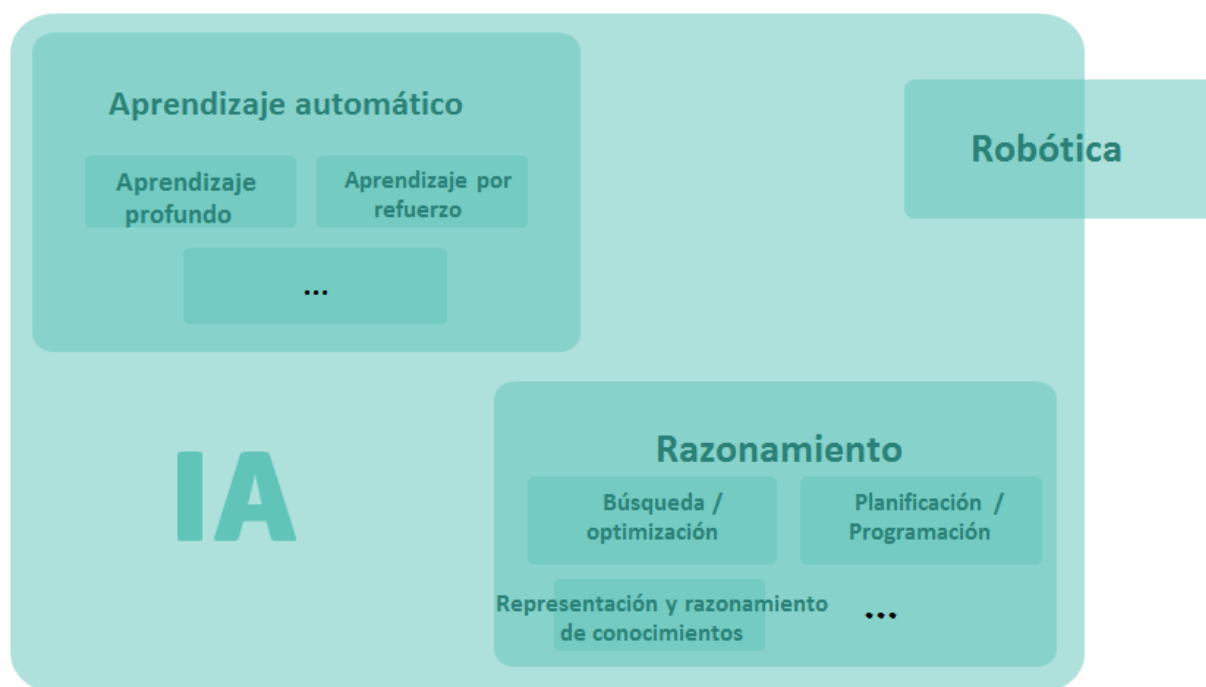 Aprendizaje automático
Robótica
Aprendizaje
profundo
Aprendizaje por
refuerzo
...
IA
Razonamiento
Búsqueda /
optimización
Planificación /
Programación
Representación y razonamiento
de conocimientos
...